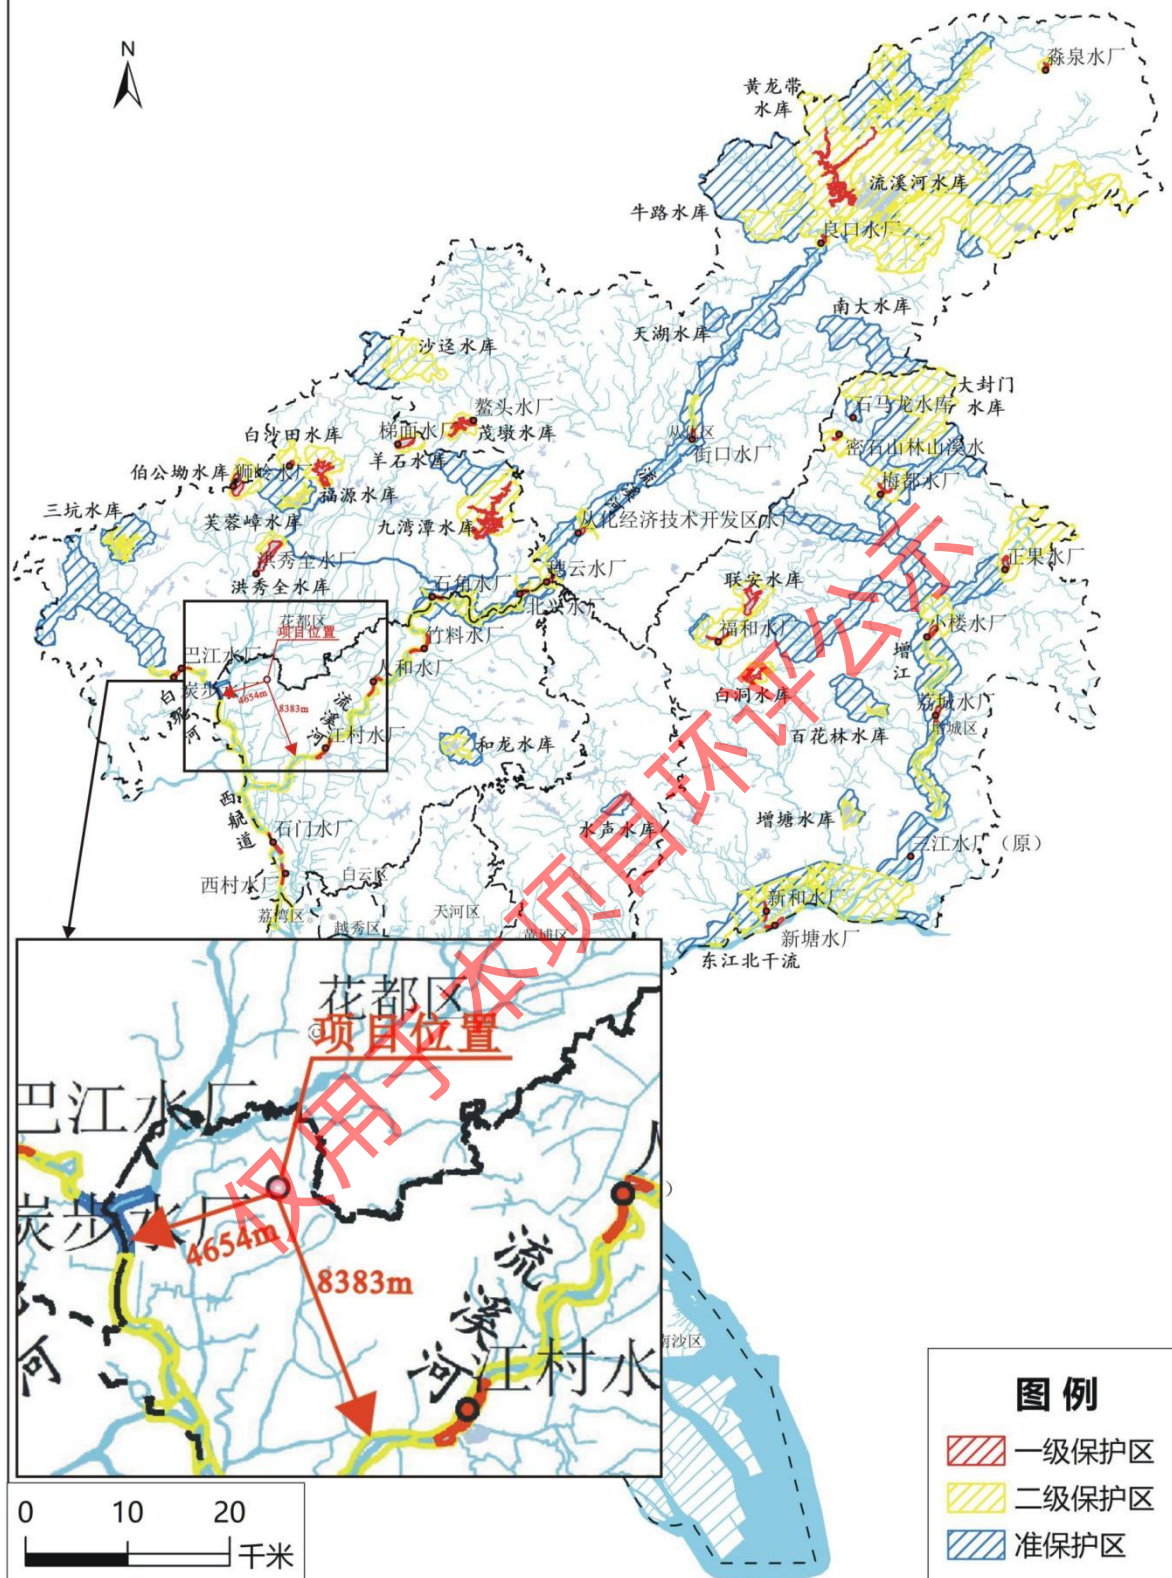 N
淼泉水厂
黄龙带
水库
流溪河水库
牛路水库
良口水厂
南大水库
天湖水库
沙迳水库
大封门
水库
石马龙水库
鳌头水厂
梯面水厂
茂墩水库
从化区
街口水厂
密石山林山溪水
白沙田水库
羊石水库
伯公坳水库
狮岭水厂
福源水库
流溪河
梅都水厂
三坑水库
芙蓉嶂水库
九湾潭水库
从化经济技术开发区水厂
洪秀全水厂
洪秀全水库
正果水厂
石角水厂
穗云水厂
北兴水厂
联安水库
花都区
项目位置
竹料水厂
福和水厂
小楼水厂
增江
巴江水厂
人和水厂
炭步水厂
4654m
8383m
白坭河
流溪河
江村水厂
白洞水库
荔城水厂
增城区
和龙水库
百花林水库
西航道
石门水厂
水声水库
增塘水库
三江水厂（原）
西村水厂
白云区
荔湾区
越秀区
天河区
黄埔区
新和水厂
新塘水厂
东江北干流
花都区
项目位置
巴江水厂
炭步水厂
4654m
8383m
流溪河
江村水
河
人
）
南沙区
仅用于本项目环评公示
图例
一级保护区
二级保护区
准保护区
0 10 20
千米